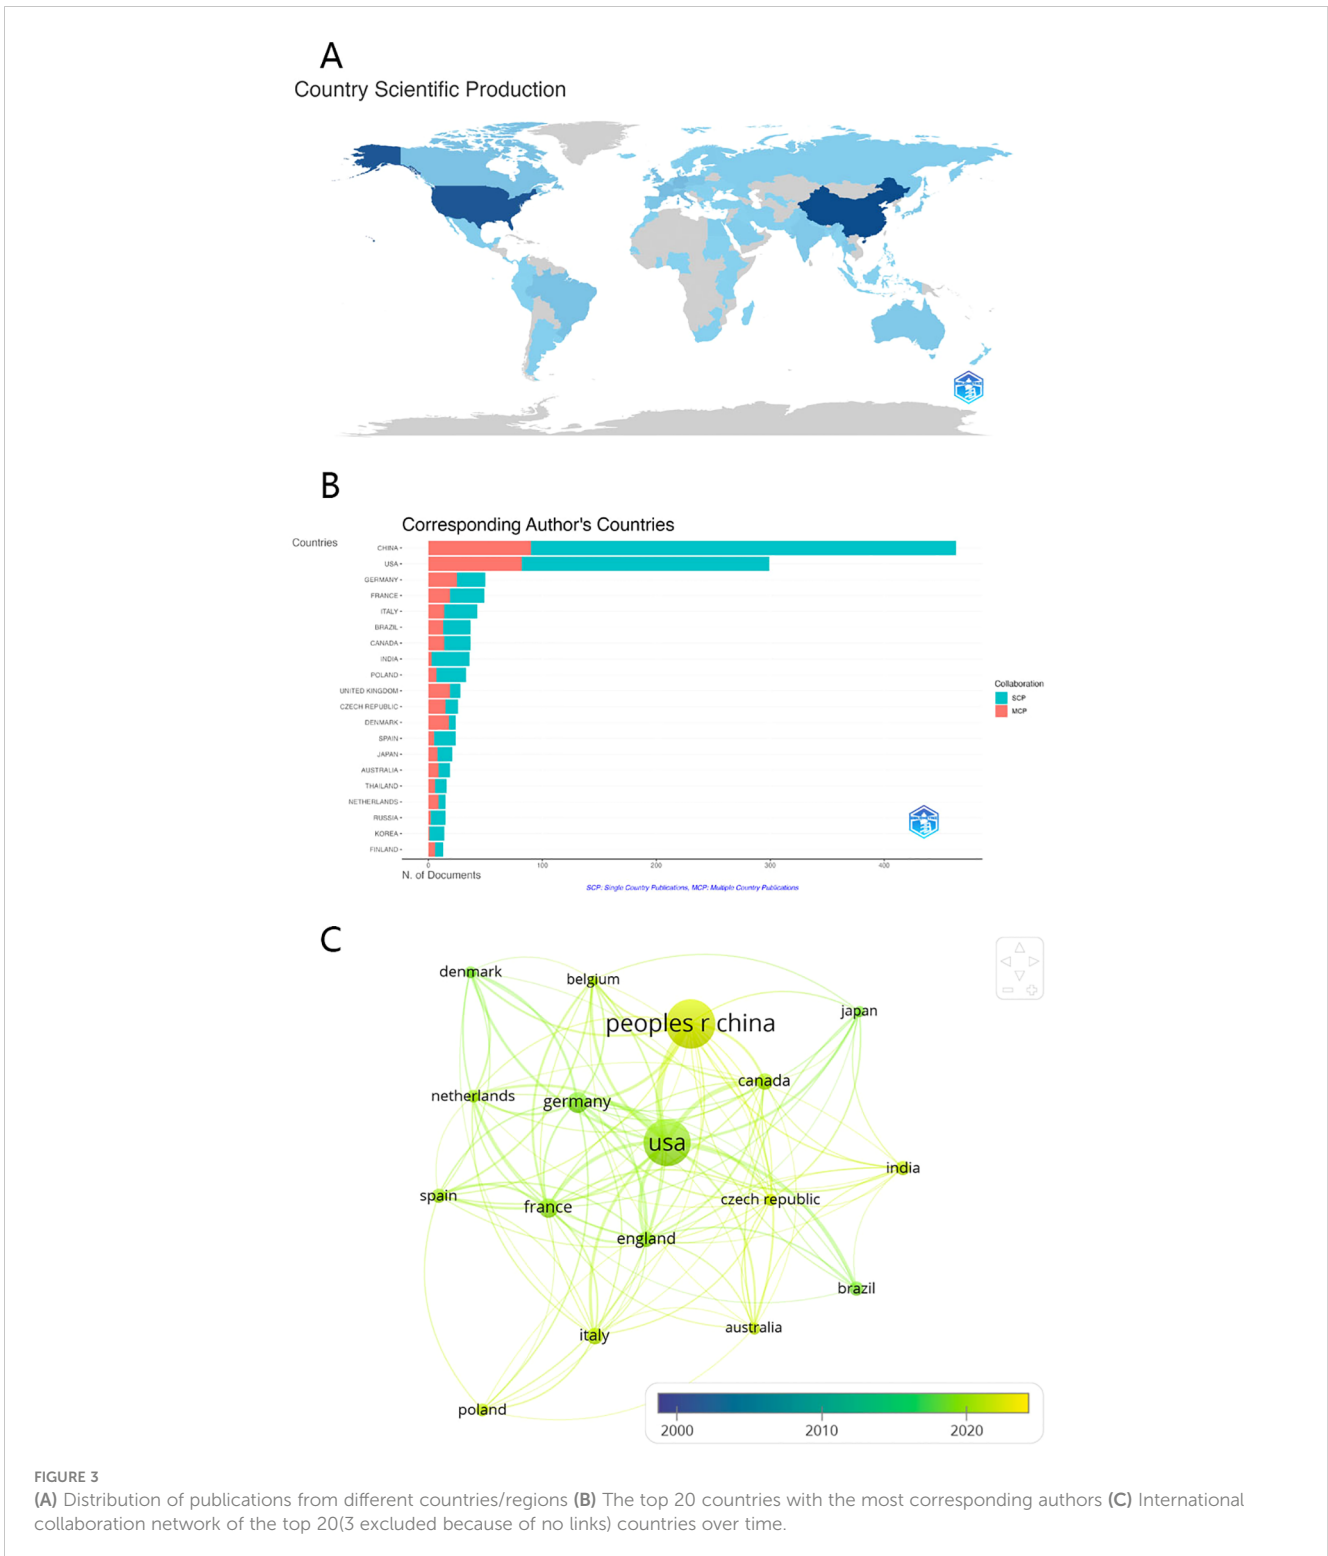 A
Country Scientific Production
B
Corresponding Author's Countries
Countries
CHINA
USA
GERMANY
FRANCE
ITALY
BRAZIL
CANADA
INDIA
POLAND
UNITED KINGDOM
CZECH REPUBLIC
DENMARK
SPAIN
JAPAN
AUSTRALIA
THAILAND
NETHERLANDS
RUSSIA
KOREA
FINLAND
Collaboration
SCP
MCP
0 100 200 300 400
N. of Documents
SCP: Single Country Publications, MCP: Multiple Country Publications
C
denmark
belgium
peoples r china
japan
canada
netherlands
germany
usa
india
spain
czech republic
france
england
brazil
australia
italy
poland
2000 2010 2020
FIGURE 3
(A) Distribution of publications from different countries/regions (B) The top 20 countries with the most corresponding authors (C) International
collaboration network of the top 20(3 excluded because of no links) countries over time.